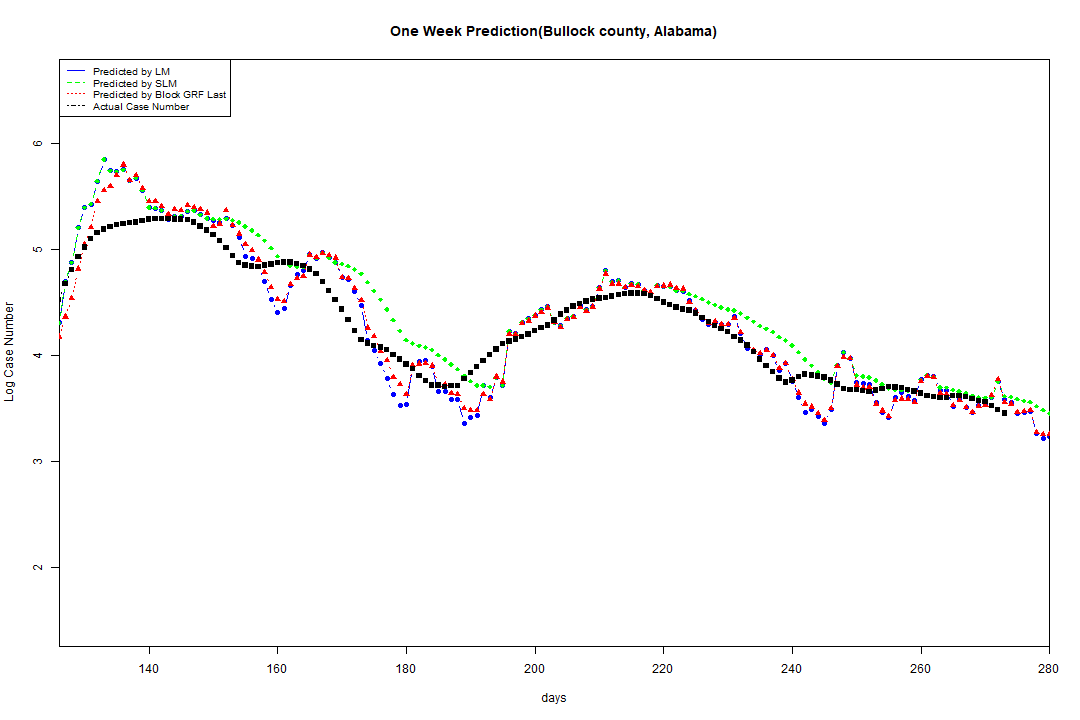 One Week Prediction(Bullock county, Alabama)
Predicted by LM
Predicted by SLM
Predicted by Block GRF Last
Actual Case Number
6
5
4
3
2
Log Case Number
140 160 180 200 220 240 260 280
days